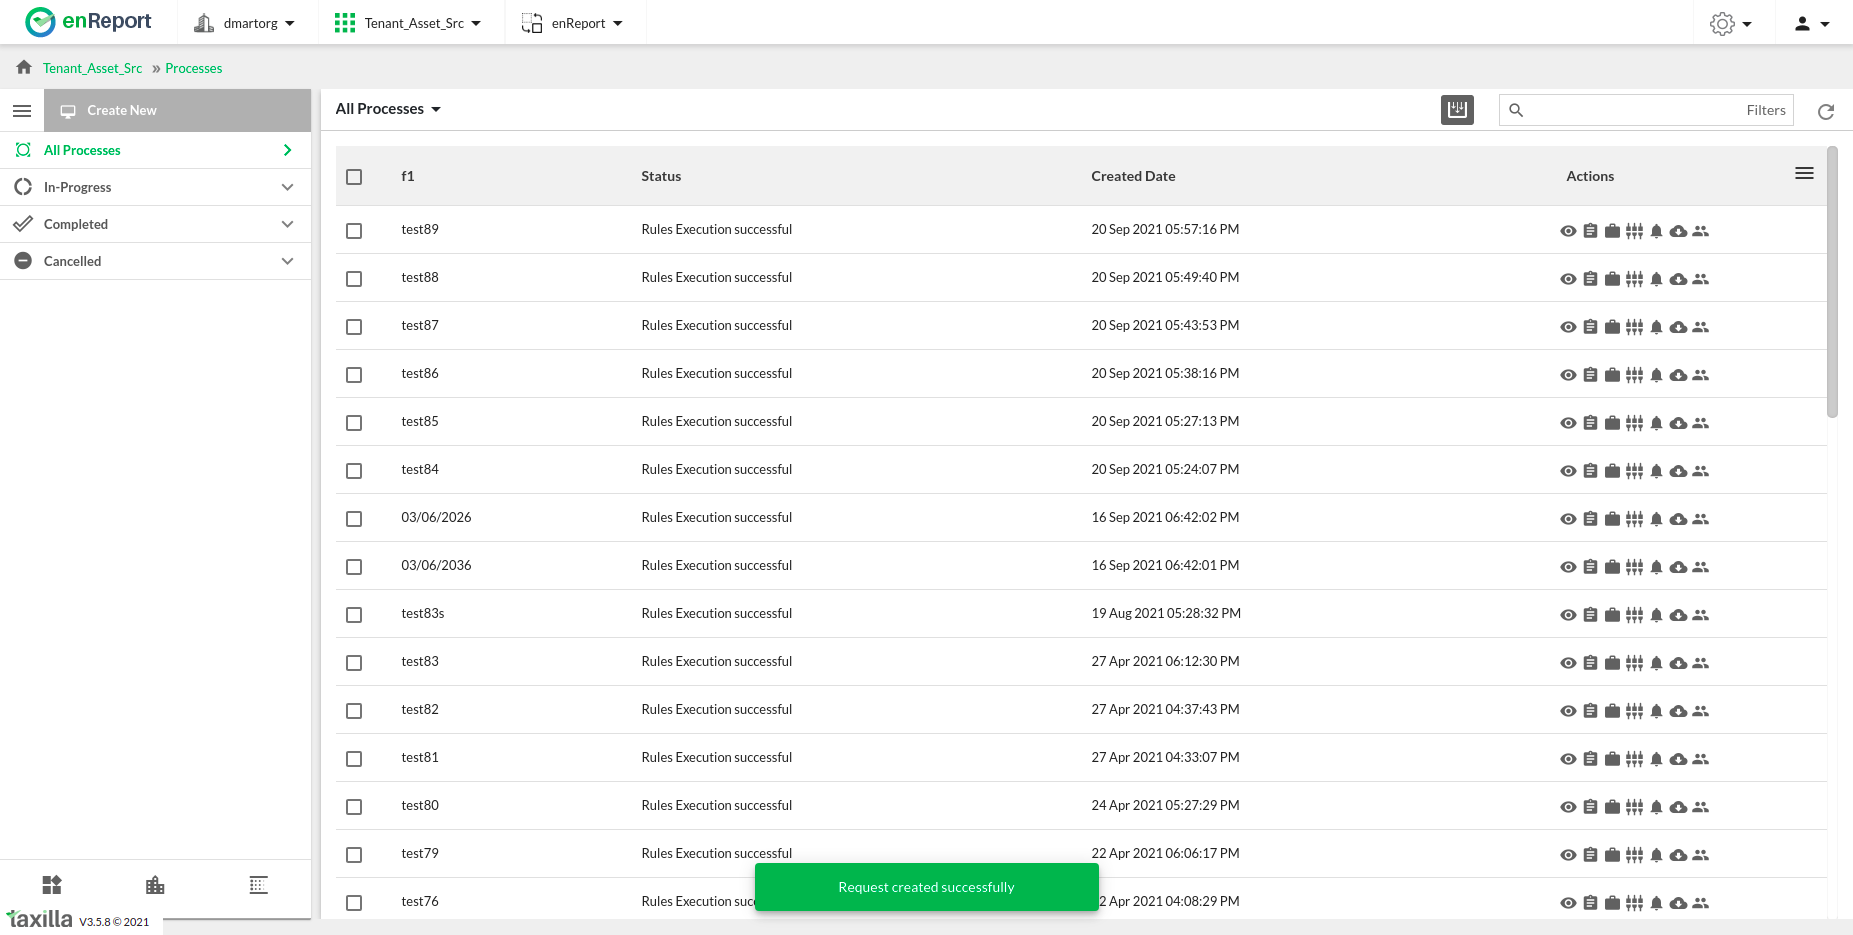 enReport dmartorg Tenant_Asset_Src enReport
Tenant_Asset_Src » Processes
Create New
All Processes
In-Progress
Completed
Cancelled
All Processes Filters
f1 Status Created Date Actions
test89 Rules Execution successful 20 Sep 2021 05:57:16 PM
test88 Rules Execution successful 20 Sep 2021 05:49:40 PM
test87 Rules Execution successful 20 Sep 2021 05:43:53 PM
test86 Rules Execution successful 20 Sep 2021 05:38:16 PM
test85 Rules Execution successful 20 Sep 2021 05:27:13 PM
test84 Rules Execution successful 20 Sep 2021 05:24:07 PM
03/06/2026 Rules Execution successful 16 Sep 2021 06:42:02 PM
03/06/2036 Rules Execution successful 16 Sep 2021 06:42:01 PM
test83s Rules Execution successful 19 Aug 2021 05:28:32 PM
test83 Rules Execution successful 27 Apr 2021 06:12:30 PM
test82 Rules Execution successful 27 Apr 2021 04:37:43 PM
test81 Rules Execution successful 27 Apr 2021 04:33:07 PM
test80 Rules Execution successful 24 Apr 2021 05:27:29 PM
test79 Rules Execution successful 22 Apr 2021 06:06:17 PM
test76 Rules Execution suc 2 Apr 2021 04:08:29 PM
Request created successfully
taxilla V3.5.8 © 2021